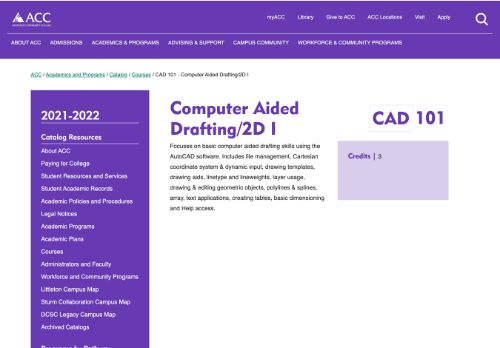 ACC
myACC Library Give to ACC ACC Locations Visit Apply
ABOUT ACC ADMISSIONS ACADEMICS & PROGRAMS ADVISING & SUPPORT CAMPUS COMMUNITY WORKFORCE & COMMUNITY PROGRAMS
ACC / Academics and Programs / Catalog / Courses / CAD 101 - Computer Aided Drafting/2D I
2021-2022
Catalog Resources
About ACC
Paying for College
Student Resources and Services
Student Academic Records
Academic Policies and Procedures
Legal Notices
Academic Programs
Academic Plans
Courses
Administrators and Faculty
Workforce and Community Programs
Littleton Campus Map
Sturm Collaboration Campus Map
DCSC Legacy Campus Map
Archived Catalogs
Computer Aided
Drafting/2D I
Focuses on basic computer aided drafting skills using the
AutoCAD software. Includes file management, Cartesian
coordinate system & dynamic input, drawing templates,
drawing aids, linetype and lineweights, layer usage,
drawing & editing geometric objects, polylines & splines,
array, text applications, creating tables, basic dimensioning
and Help access.
CAD 101
Credits | 3